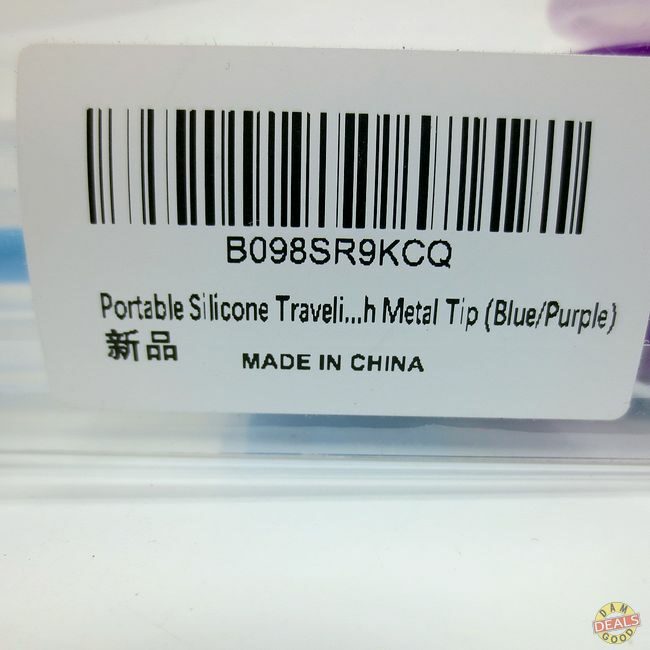 B098SR9KCQ
Portable Silicone Traveli...h Metal Tip (Blue/Purple)
新品
MADE IN CHINA
DAM
DEALS
GOOD